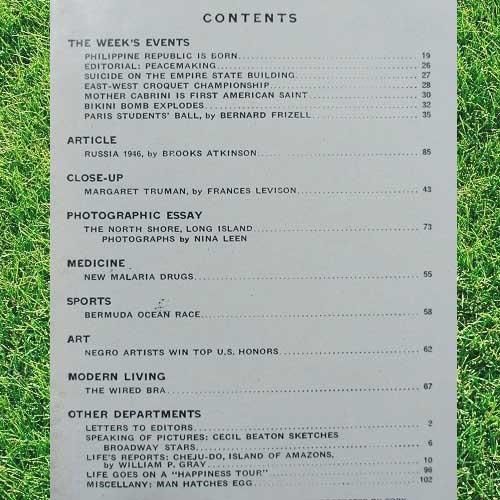 CONTENTS
THE WEEK'S EVENTS
PHILIPPINE REPUBLIC IS BORN 19
EDITORIAL: PEACEMAKING 26
SUICIDE ON THE EMPIRE STATE BUILDING 27
EAST-WEST CROQUET CHAMPIONSHIP 28
MOTHER CABRINI IS FIRST AMERICAN SAINT 30
BIKINI BOMB EXPLODES 32
PARIS STUDENTS' BALL, by BERNARD FRIZELL 35
ARTICLE
RUSSIA 1946, by BROOKS ATKINSON 85
CLOSE-UP
MARGARET TRUMAN, by FRANCES LEVISON 43
PHOTOGRAPHIC ESSAY
THE NORTH SHORE, LONG ISLAND 73
PHOTOGRAPHS by NINA LEEN
MEDICINE
NEW MALARIA DRUGS 55
SPORTS
BERMUDA OCEAN RACE 58
ART
NEGRO ARTISTS WIN TOP U.S. HONORS 62
MODERN LIVING
THE WIRED BRA 67
OTHER DEPARTMENTS
LETTERS TO EDITORS 2
SPEAKING OF PICTURES: CECIL BEATON SKETCHES
BROADWAY STARS 6
LIFE'S REPORTS: CHEJU-DO, ISLAND OF AMAZONS,
by WILLIAM P. GRAY 10
LIFE GOES ON A "HAPPINESS TOUR" 96
MISCELLANY: MAN HATCHES EGG 102